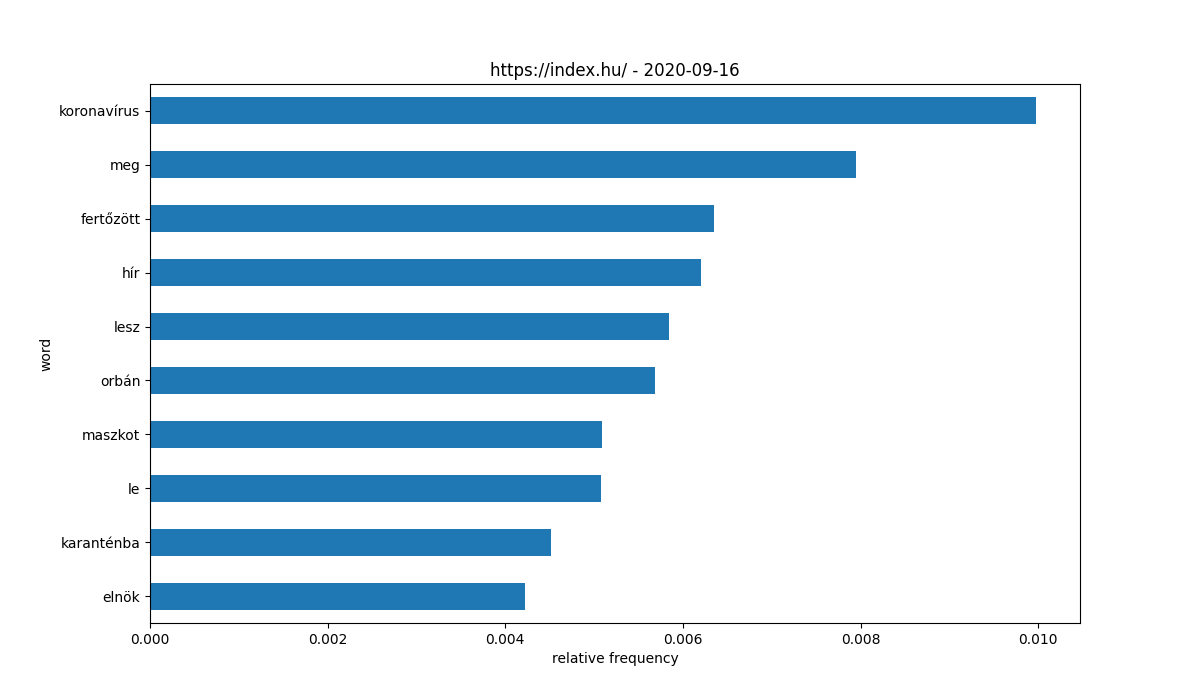 https://index.hu/ - 2020-09-16
koronavírus
meg
fertőzött
hír
lesz
orbán
maszkot
le
karanténba
elnök
word
0.000 0.002 0.004 0.006 0.008 0.010
relative frequency